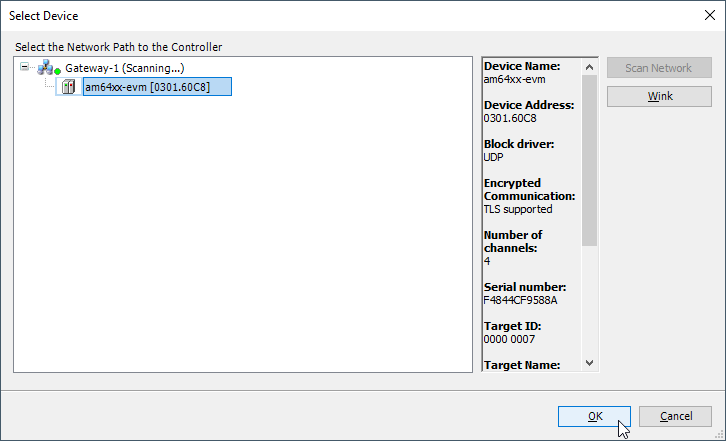 Select Device
Select the Network Path to the Controller
Gateway-1 (Scanning...)
am64xx-evm [0301.60C8]
Device Name:
am64xx-evm
Device Address:
0301.60C8
Block driver:
UDP
Encrypted
Communication:
TLS supported
Number of
channels:
4
Serial number:
F4844CF9588A
Target ID:
0000 0007
Target Name:
Scan Network
Wink
OK
Cancel